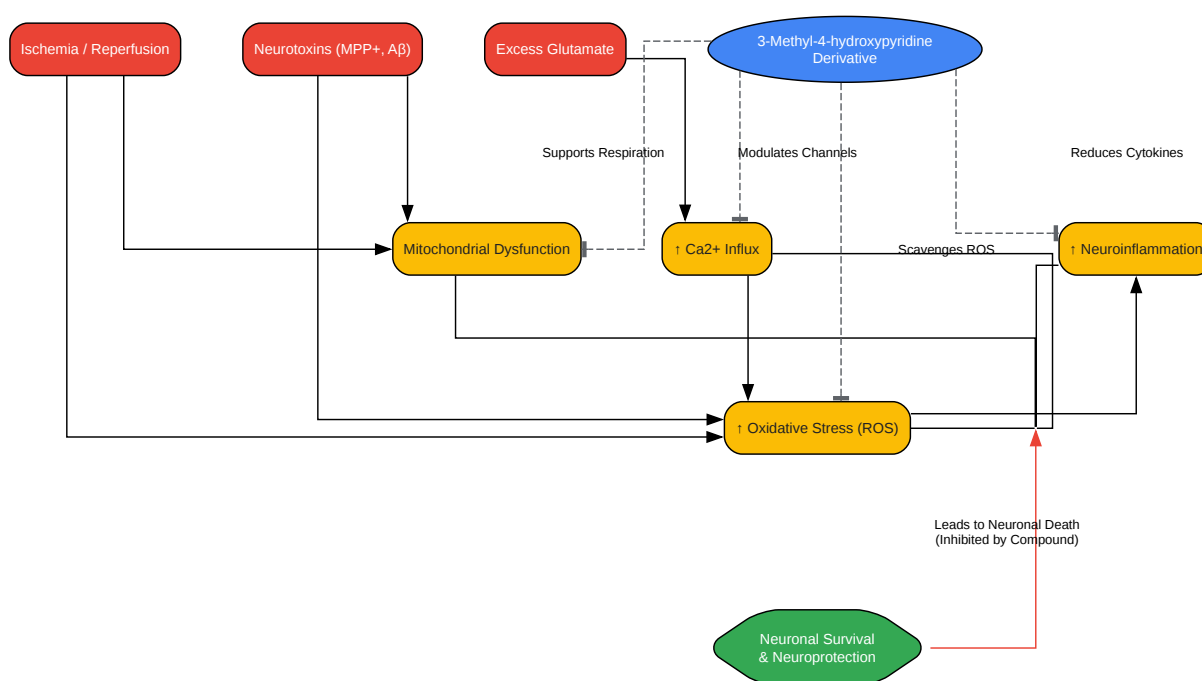 Ischemia / Reperfusion
Neurotoxins (MPP+, Aβ)
Excess Glutamate
3-Methyl-4-hydroxypyridine
Derivative
Supports Respiration
Modulates Channels
Reduces Cytokines
Mitochondrial Dysfunction
↑ Ca2+ Influx
Scavenges ROS
↑ Neuroinflammation
↑ Oxidative Stress (ROS)
Leads to Neuronal Death
(Inhibited by Compound)
Neuronal Survival
& Neuroprotection